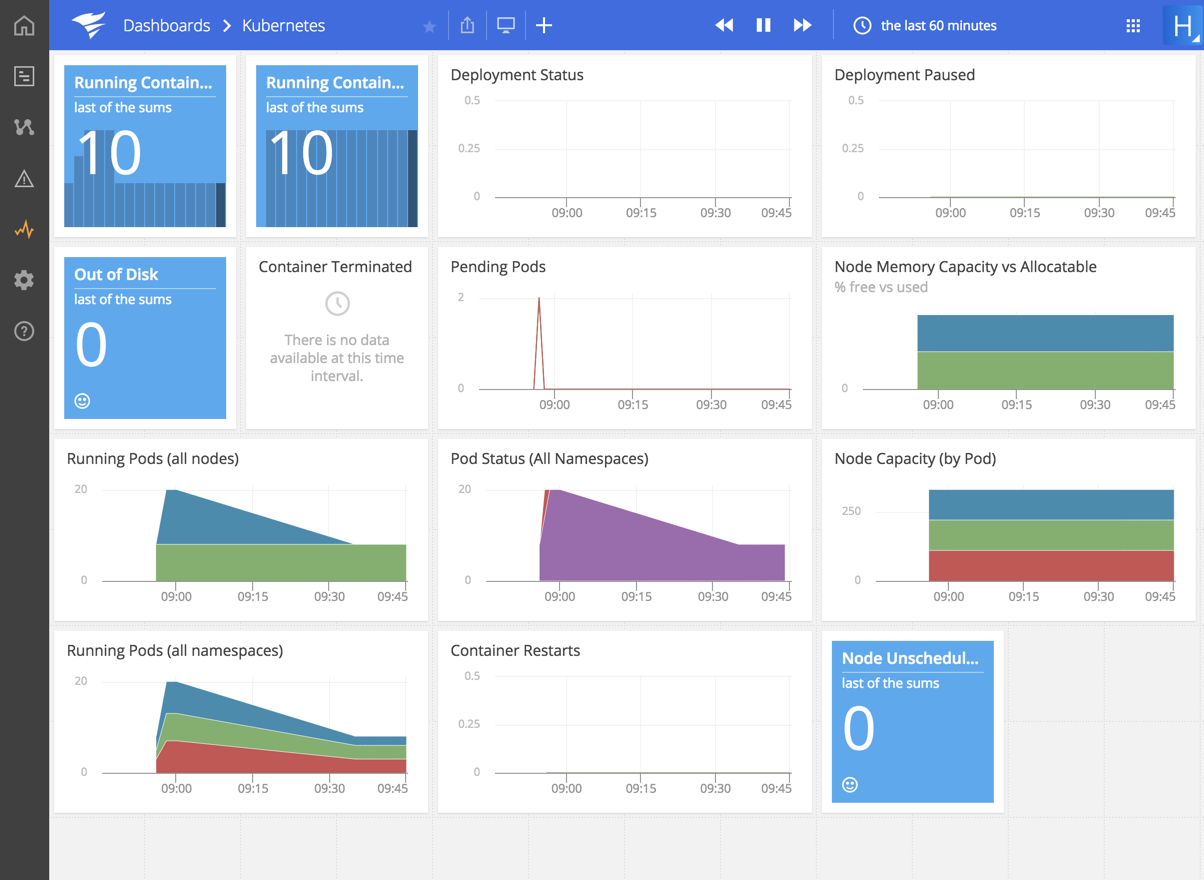 Dashboards > Kubernetes
the last 60 minutes
H
Running Contain...
last of the sums
10
Running Contain...
last of the sums
10
Deployment Status
0.5
0.25
0
09:00 09:15 09:30 09:45
Deployment Paused
0.5
0.25
0
09:00 09:15 09:30 09:45
Out of Disk
last of the sums
0
Container Terminated
There is no data
available at this time
interval.
Pending Pods
2
0
09:00 09:15 09:30 09:45
Node Memory Capacity vs Allocatable
% free vs used
0
09:00 09:15 09:30 09:45
Running Pods (all nodes)
20
0
09:00 09:15 09:30 09:45
Pod Status (All Namespaces)
20
0
09:00 09:15 09:30 09:45
Node Capacity (by Pod)
250
0
09:00 09:15 09:30 09:45
Running Pods (all namespaces)
20
0
09:00 09:15 09:30 09:45
Container Restarts
0.5
0.25
0
09:00 09:15 09:30 09:45
Node Unschedul...
last of the sums
0